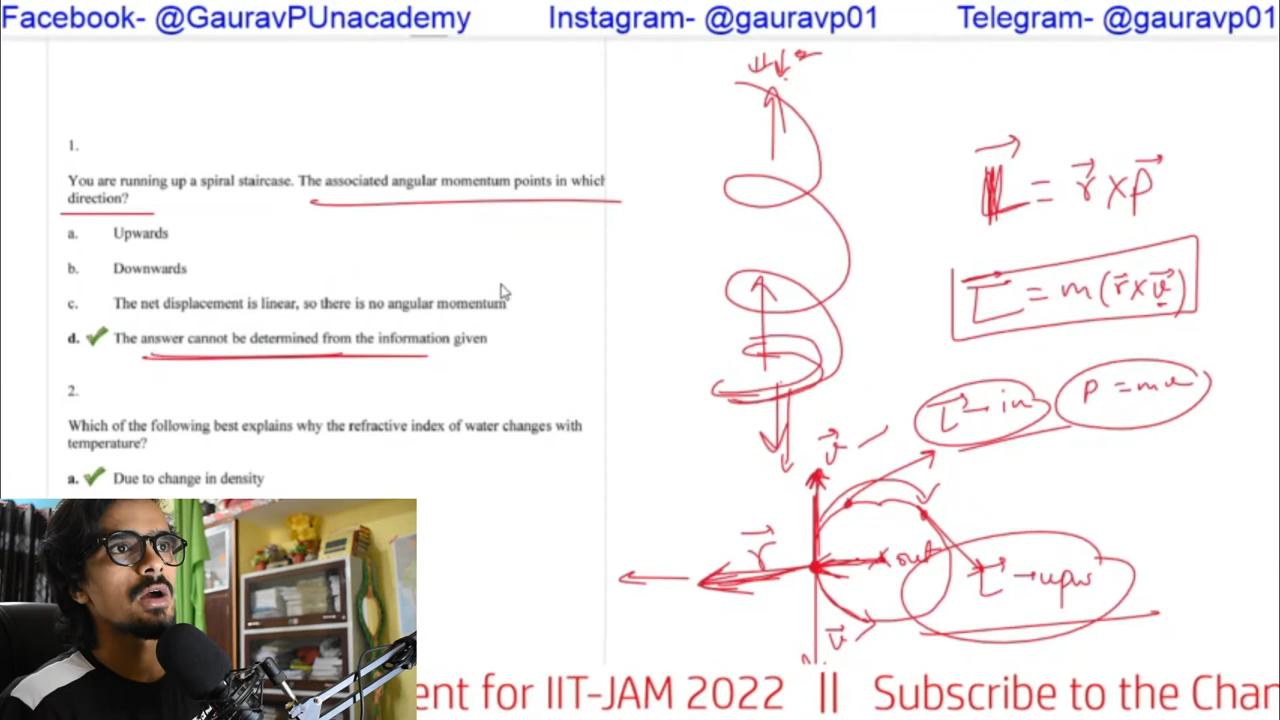 Facebook- @GauravPUnacademy Instagram- @gauravp01 Telegram- @gauravp01
1.
You are running up a spiral staircase. The associated angular momentum points in which
direction?
a. Upwards
b. Downwards
c. The net displacement is linear, so there is no angular momentum
d. The answer cannot be determined from the information given
2.
Which of the following best explains why the refractive index of water changes with
temperature?
a. Due to change in density
L = r × p
L = m(r × v)
L → in
p = mv
v
r
out
L → upw
v
ent for IIT-JAM 2022 || Subscribe to the Chan